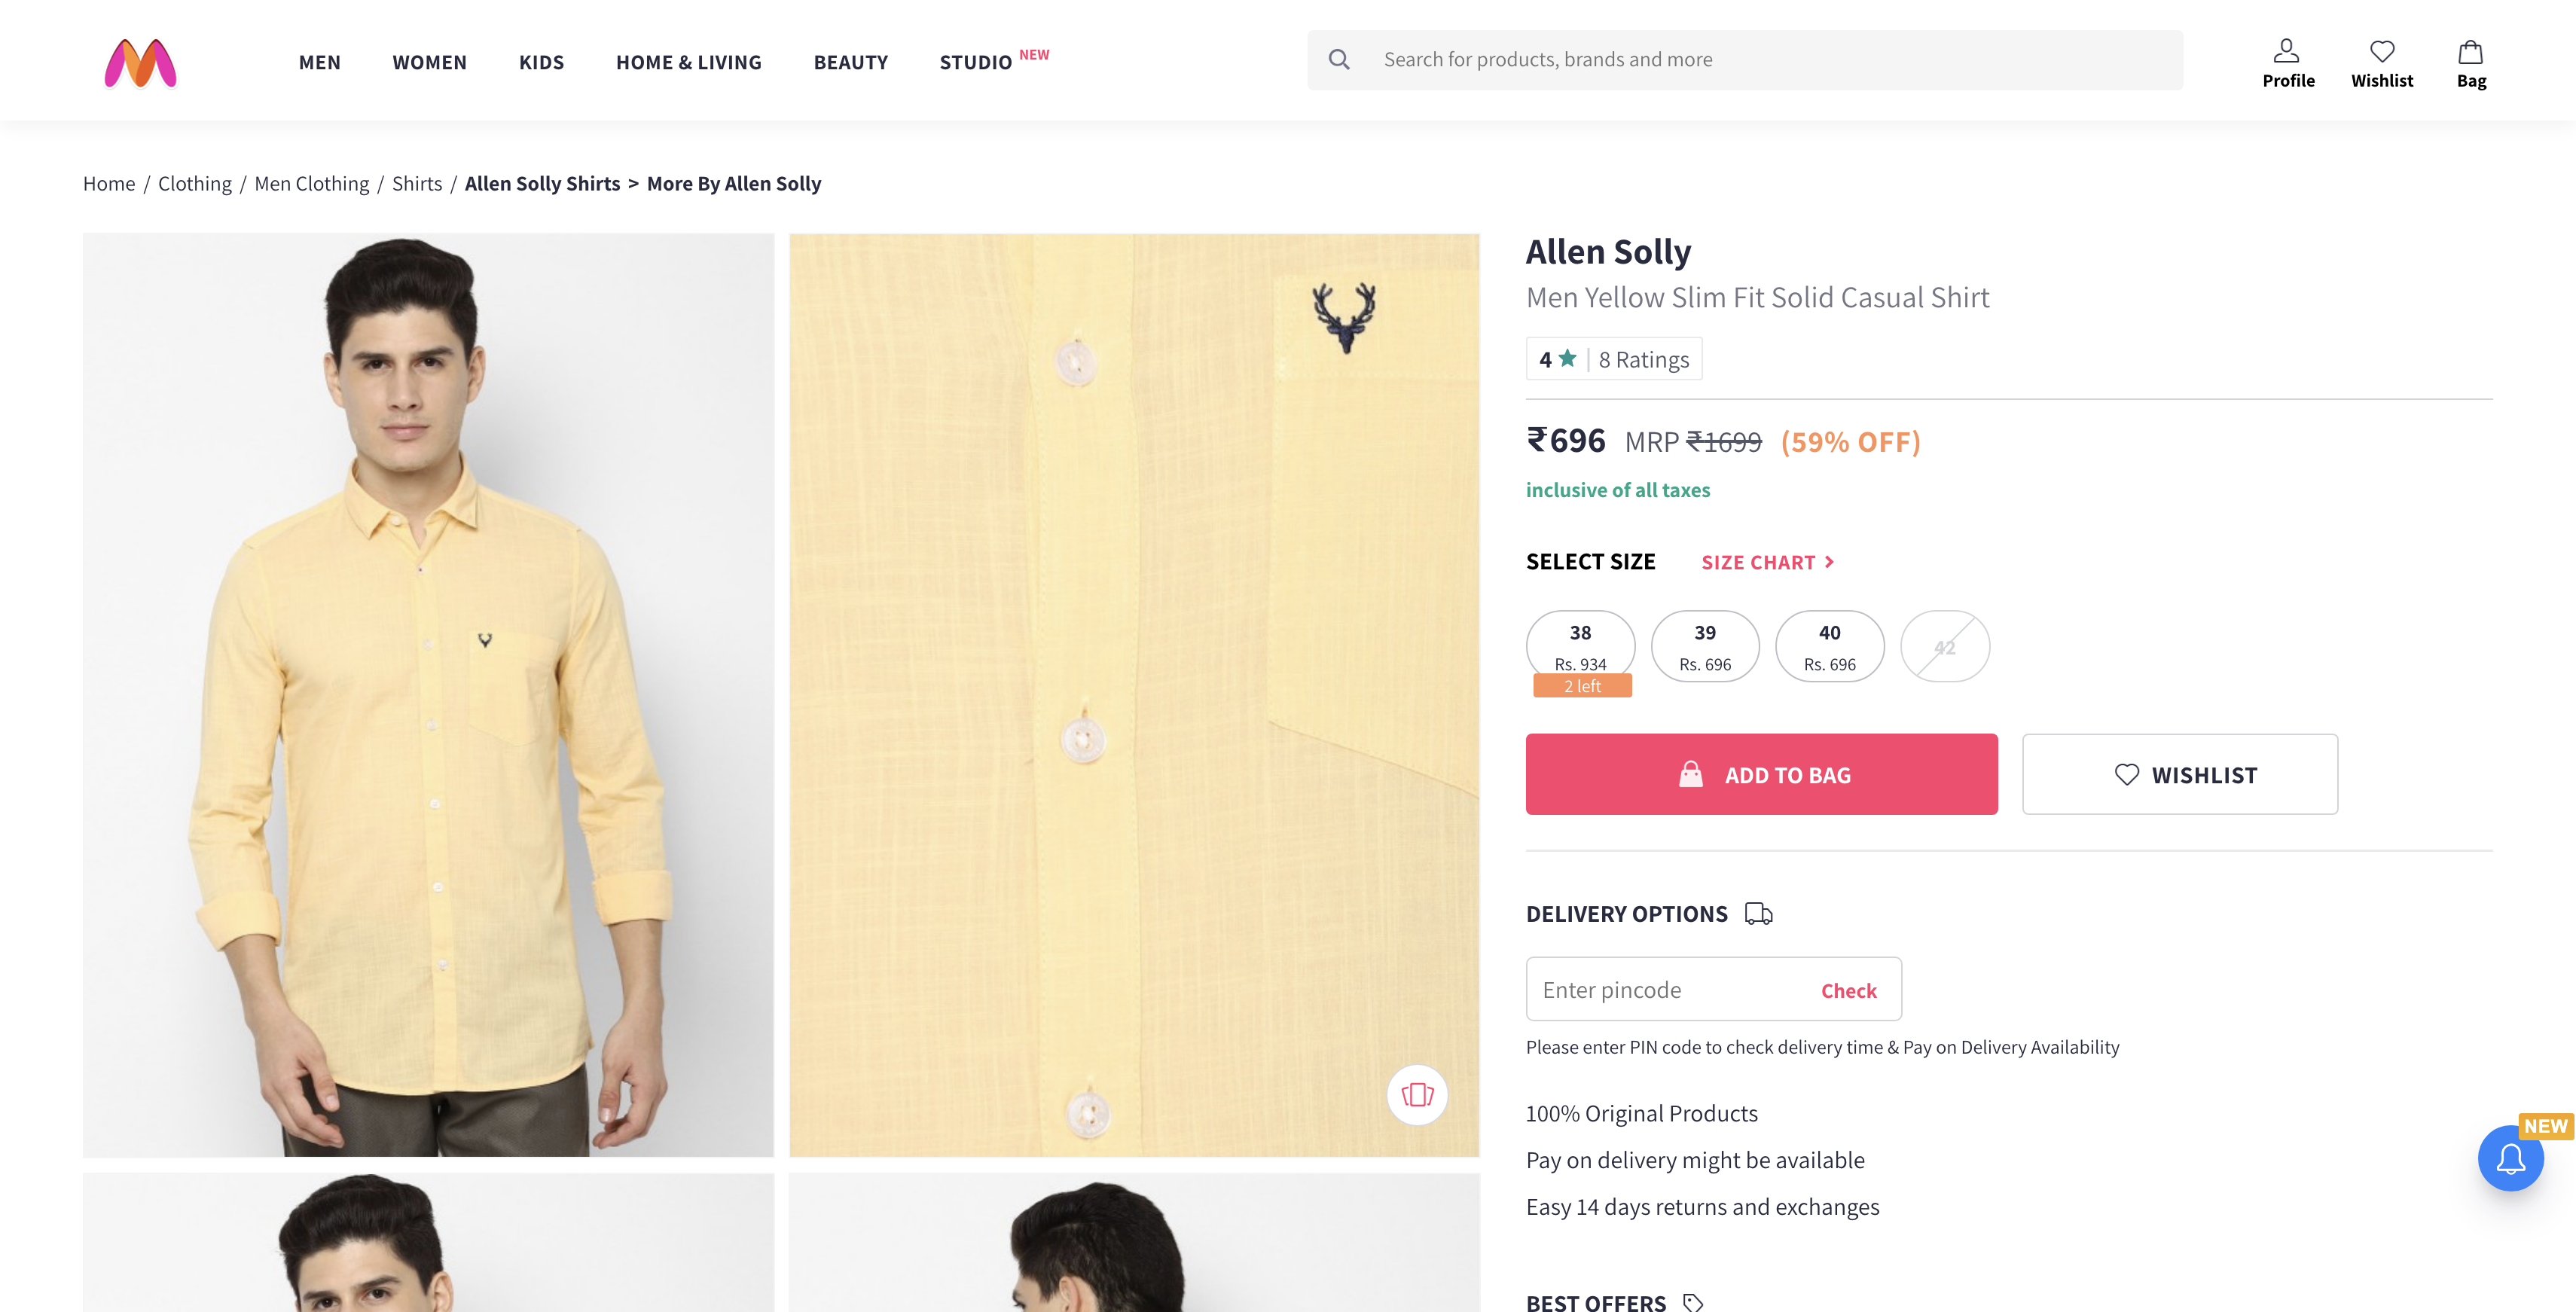 MEN WOMEN KIDS HOME & LIVING BEAUTY STUDIO NEW
Search for products, brands and more
Profile Wishlist Bag
Home / Clothing / Men Clothing / Shirts / Allen Solly Shirts > More By Allen Solly
Allen Solly
Men Yellow Slim Fit Solid Casual Shirt
4 ★ | 8 Ratings
₹696 MRP ₹1699 (59% OFF)
inclusive of all taxes
SELECT SIZE SIZE CHART >
38 39 40 42
Rs. 934 Rs. 696 Rs. 696
2 left
ADD TO BAG WISHLIST
DELIVERY OPTIONS
Enter pincode Check
Please enter PIN code to check delivery time & Pay on Delivery Availability
100% Original Products
NEW
Pay on delivery might be available
Easy 14 days returns and exchanges
BEST OFFERS